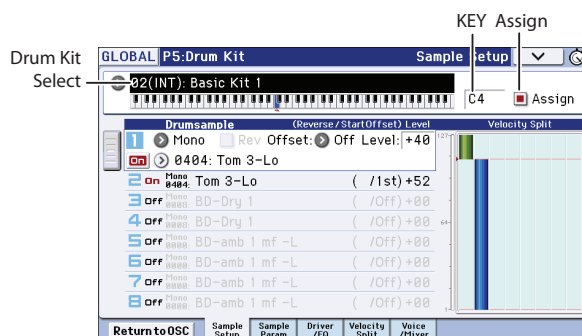 KEY Assign
Drum Kit Select
GLOBAL P5:Drum Kit Sample Setup
02(INT): Basic Kit 1
C4 Assign
Drumsample (Reverse/StartOffset) Level Velocity Split
1 Mono Rev Offset: Off Level: +40 127
On 0404: Tom 3-Lo
2 On Mono 0404: Tom 3-Lo ( /1st) +52
3 Off Mono 0008: BD-Dry 1 ( /Off) +00
4 Off Mono 0008: BD-Dry 1 ( /Off) +00 64
5 Off Mono 0000: BD-amb 1 mf -L ( /Off) +00
6 Off Mono 0000: BD-amb 1 mf -L ( /Off) +00
7 Off Mono 0000: BD-amb 1 mf -L ( /Off) +00
8 Off Mono 0000: BD-amb 1 mf -L ( /Off) +00 1
Return to OSC Sample Setup Sample Param Driver /EQ Velocity Split Voice /Mixer